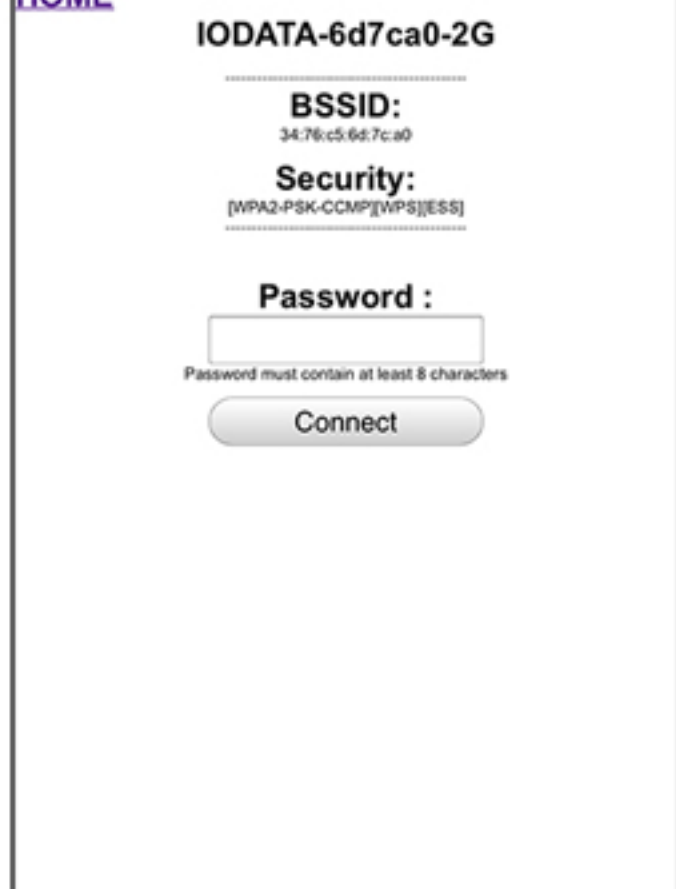 HOME
IODATA-6d7ca0-2G
BSSID:
34:76:c5:6d:7c:a0
Security:
[WPA2-PSK-CCMP][WPS][ESS]
Password :
Password must contain at least 8 characters
Connect